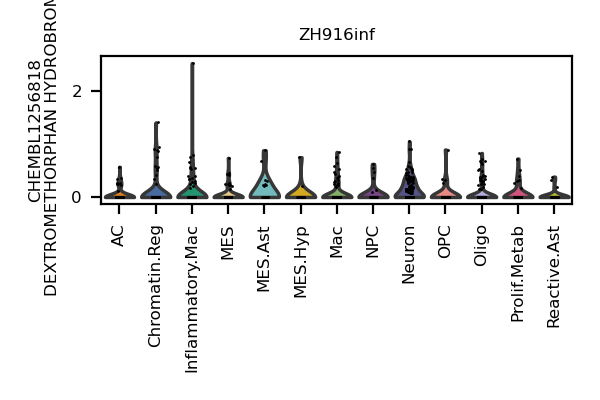 ZH916inf
CHEMBL1256818
DEXTROMETHORPHAN
2
0
AC
Chromatin.Reg
Inflammatory.Mac
MES
MES.Ast
MES.Hyp
Mac
NPC
Neuron
OPC
Oligo
Prolif.Metab
Reactive.Ast